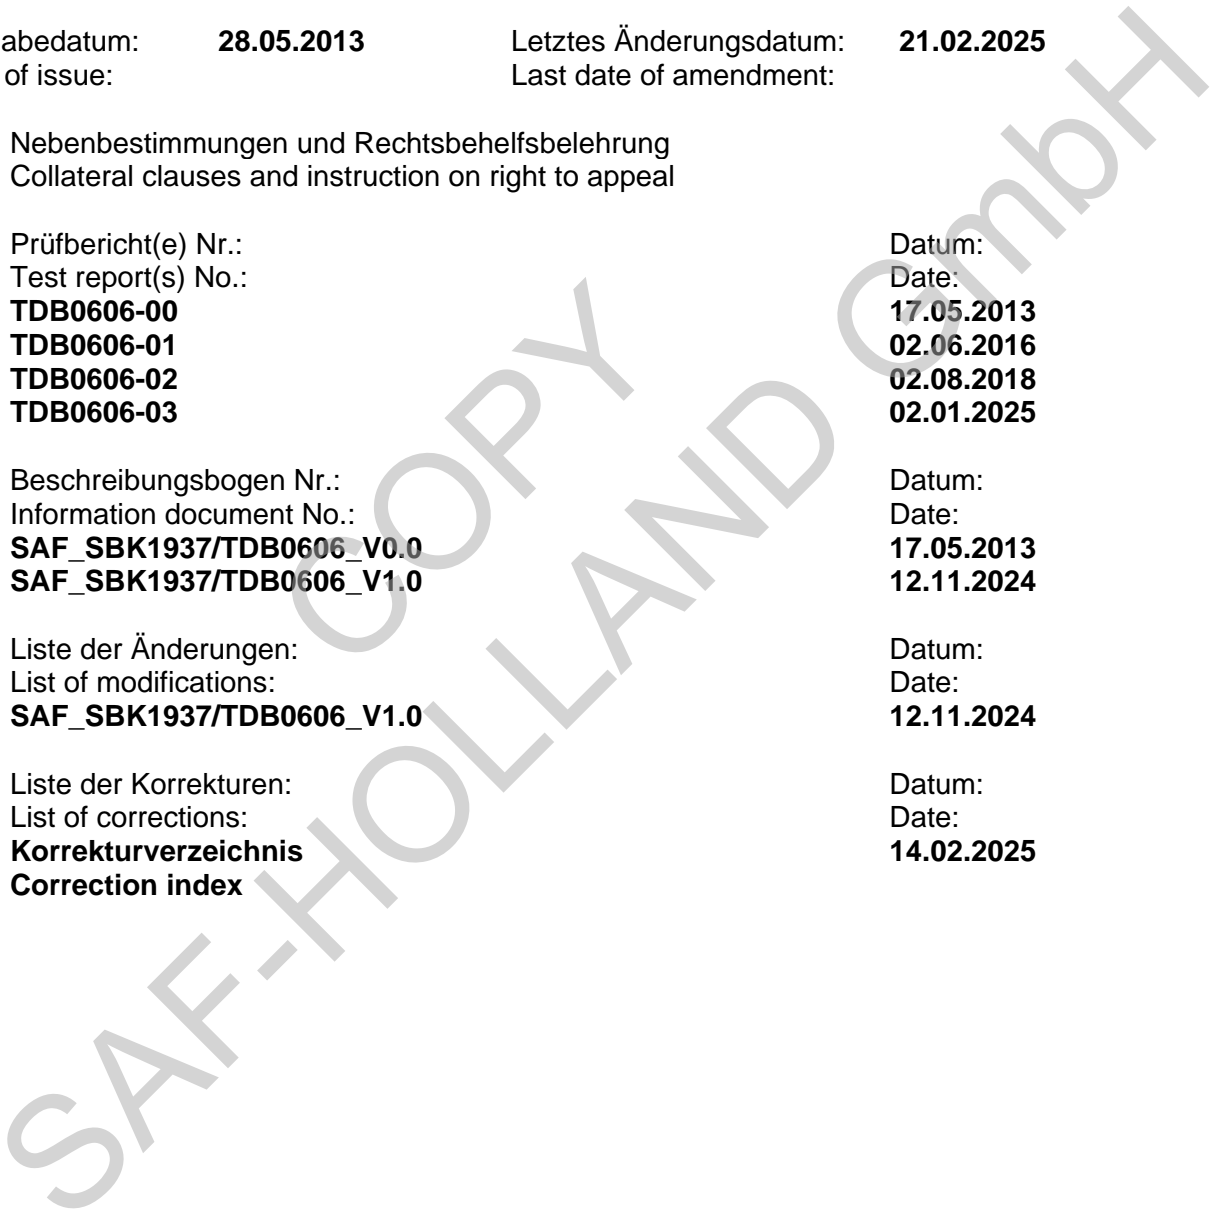 abedatum: 28.05.2013 Letztes Änderungsdatum: 21.02.2025
of issue: Last date of amendment:
Nebenbestimmungen und Rechtsbehelfsbelehrung
Collateral clauses and instruction on right to appeal
Prüfbericht(e) Nr.: Datum:
Test report(s) No.: Date:
TDB0606-00 17.05.2013
TDB0606-01 02.06.2016
TDB0606-02 02.08.2018
TDB0606-03 02.01.2025
Beschreibungsbogen Nr.: Datum:
Information document No.: Date:
SAF_SBK1937/TDB0606_V0.0 17.05.2013
SAF_SBK1937/TDB0606_V1.0 12.11.2024
Liste der Änderungen: Datum:
List of modifications: Date:
SAF_SBK1937/TDB0606_V1.0 12.11.2024
Liste der Korrekturen: Datum:
List of corrections: Date:
Korrekturverzeichnis 14.02.2025
Correction index
COPY
SAF-HOLLAND GmbH